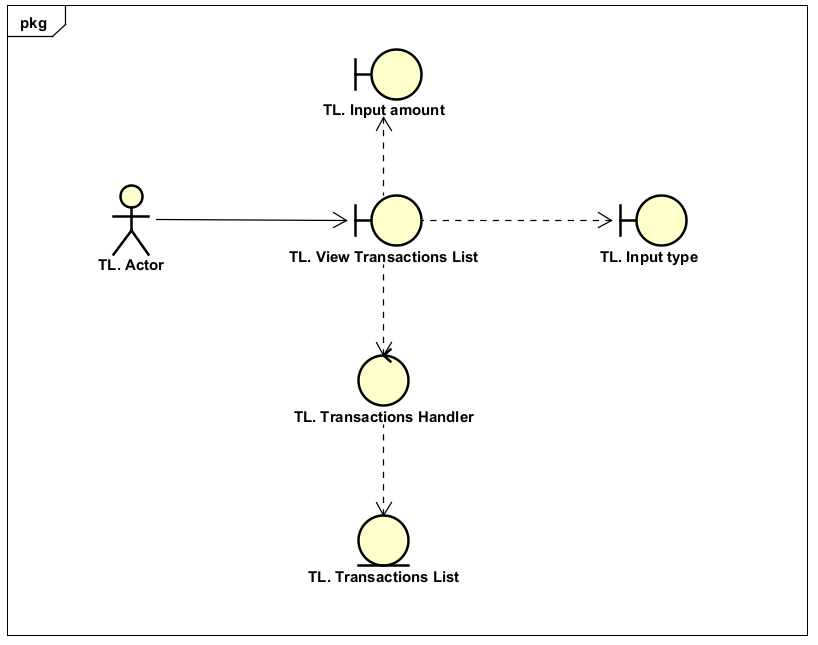 pkg
TL. Input amount
TL. Actor
TL. View Transactions List
TL. Input type
TL. Transactions Handler
TL. Transactions List